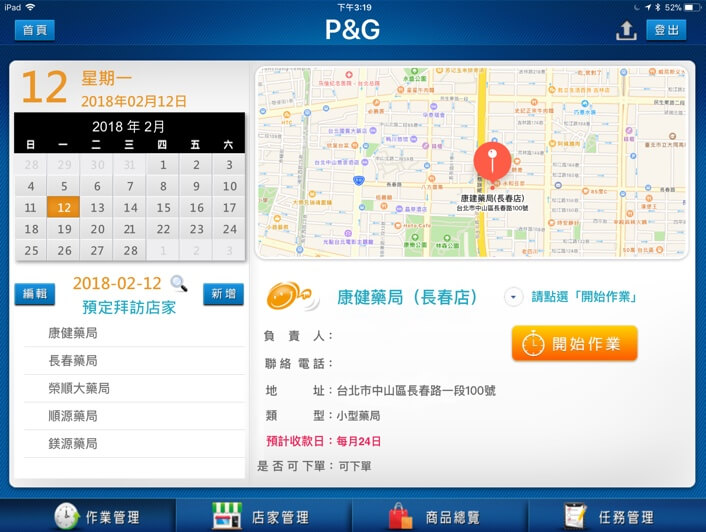 iPad
下午3:19
52%
首頁
P&G
登出
12
星期一
2018年02月12日
2018 年 2月
日 一 二 三 四 五 六
28 29 30 31 1 2 3
4 5 6 7 8 9 10
11 12 13 14 15 16 17
18 19 20 21 22 23 24
25 26 27 28 1 2 3
編輯
2018-02-12
預定拜訪店家
新增
康健藥局
長春藥局
榮順大藥局
順源藥局
鎂源藥局
康健藥局(長春店)
台北市中山區長春路100號
康健藥局（長春店）
請點選「開始作業」
負責人：
開始作業
聯絡電話：
地址：台北市中山區長春路一段100號
類型：小型藥局
預計收款日：每月24日
是否可下單：可下單
作業管理
店家管理
商品總覽
任務管理